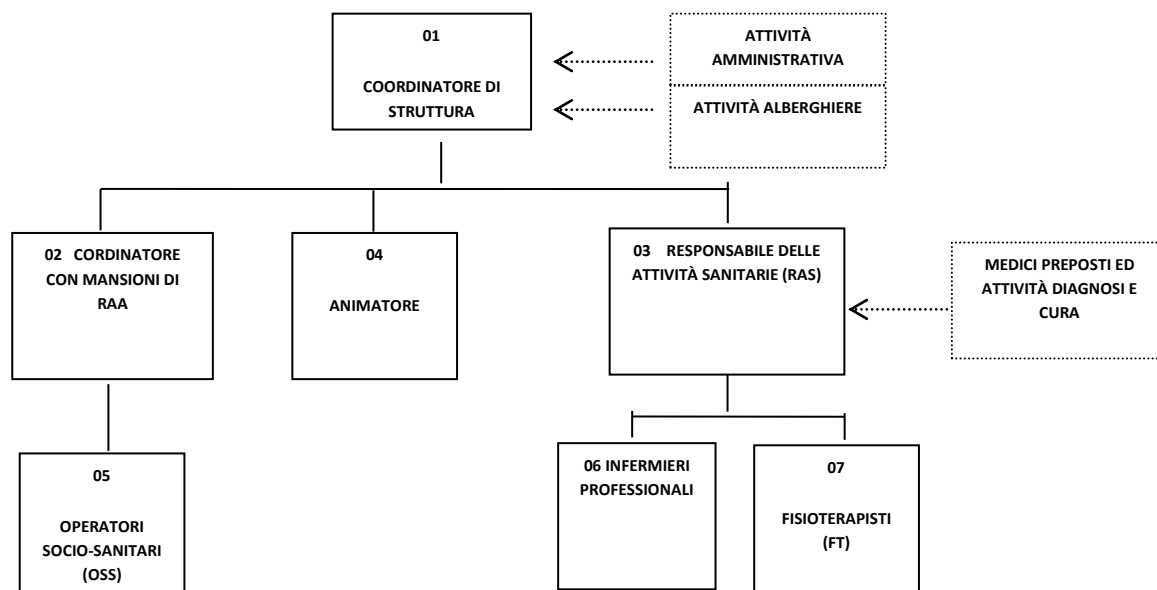 01
COORDINATORE DI
STRUTTURA
ATTIVITÀ
AMMINISTRATIVA
ATTIVITÀ ALBERGHIERE
02 CORDINATORE
CON MANSIONI DI
RAA
04
ANIMATORE
03 RESPONSABILE DELLE
ATTIVITÀ SANITARIE (RAS)
MEDICI PREPOSTI ED
ATTIVITÀ DIAGNOSI E
CURA
05
OPERATORI
SOCIO-SANITARI
(OSS)
06 INFERMIERI
PROFESSIONALI
07
FISIOTERAPISTI
(FT)